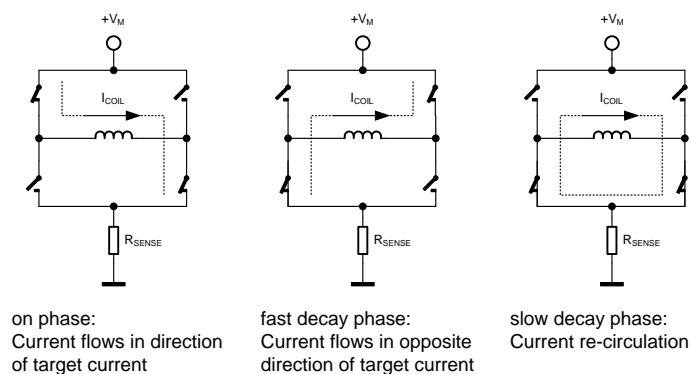 +VM
+VM
+VM
ICOIL
ICOIL
ICOIL
RSENSE
RSENSE
RSENSE
on phase:
Current flows in direction
of target current
fast decay phase:
Current flows in opposite
direction of target current
slow decay phase:
Current re-circulation